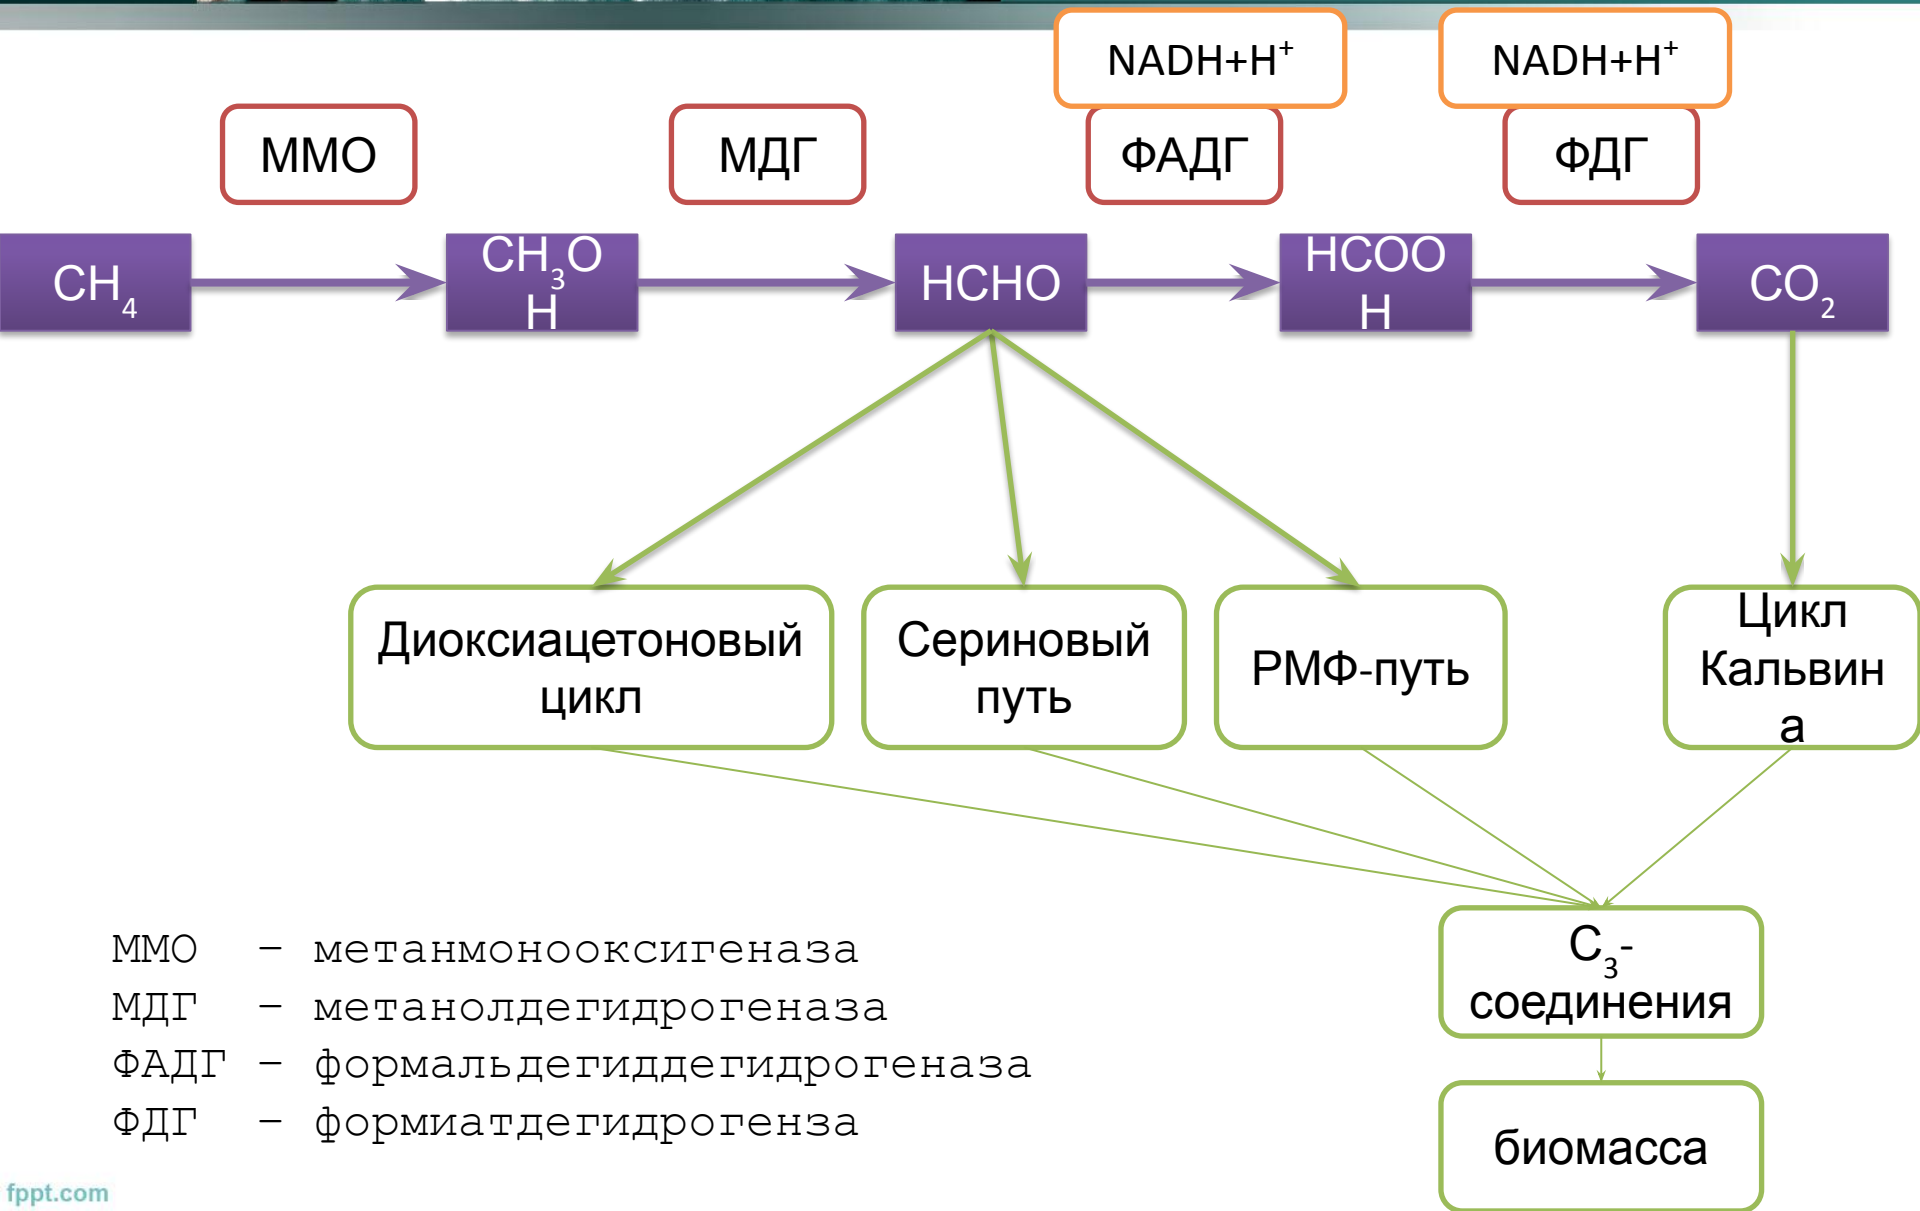 NADH+H⁺
NADH+H⁺
ММО
МДГ
ФАДГ
ФДГ
CH₄
CH₃O
H
HCHO
HCOO
H
CO₂
Диоксиацетоновый
цикл
Сериновый
путь
РМФ-путь
Цикл
Кальвин
а
C₃-
соединения
биомасса
ММО – метанмонооксигеназа
МДГ – метанолдегидрогеназа
ФАДГ – формальдегиддегидрогеназа
ФДГ – формиатдегидрогенза
fppt.com